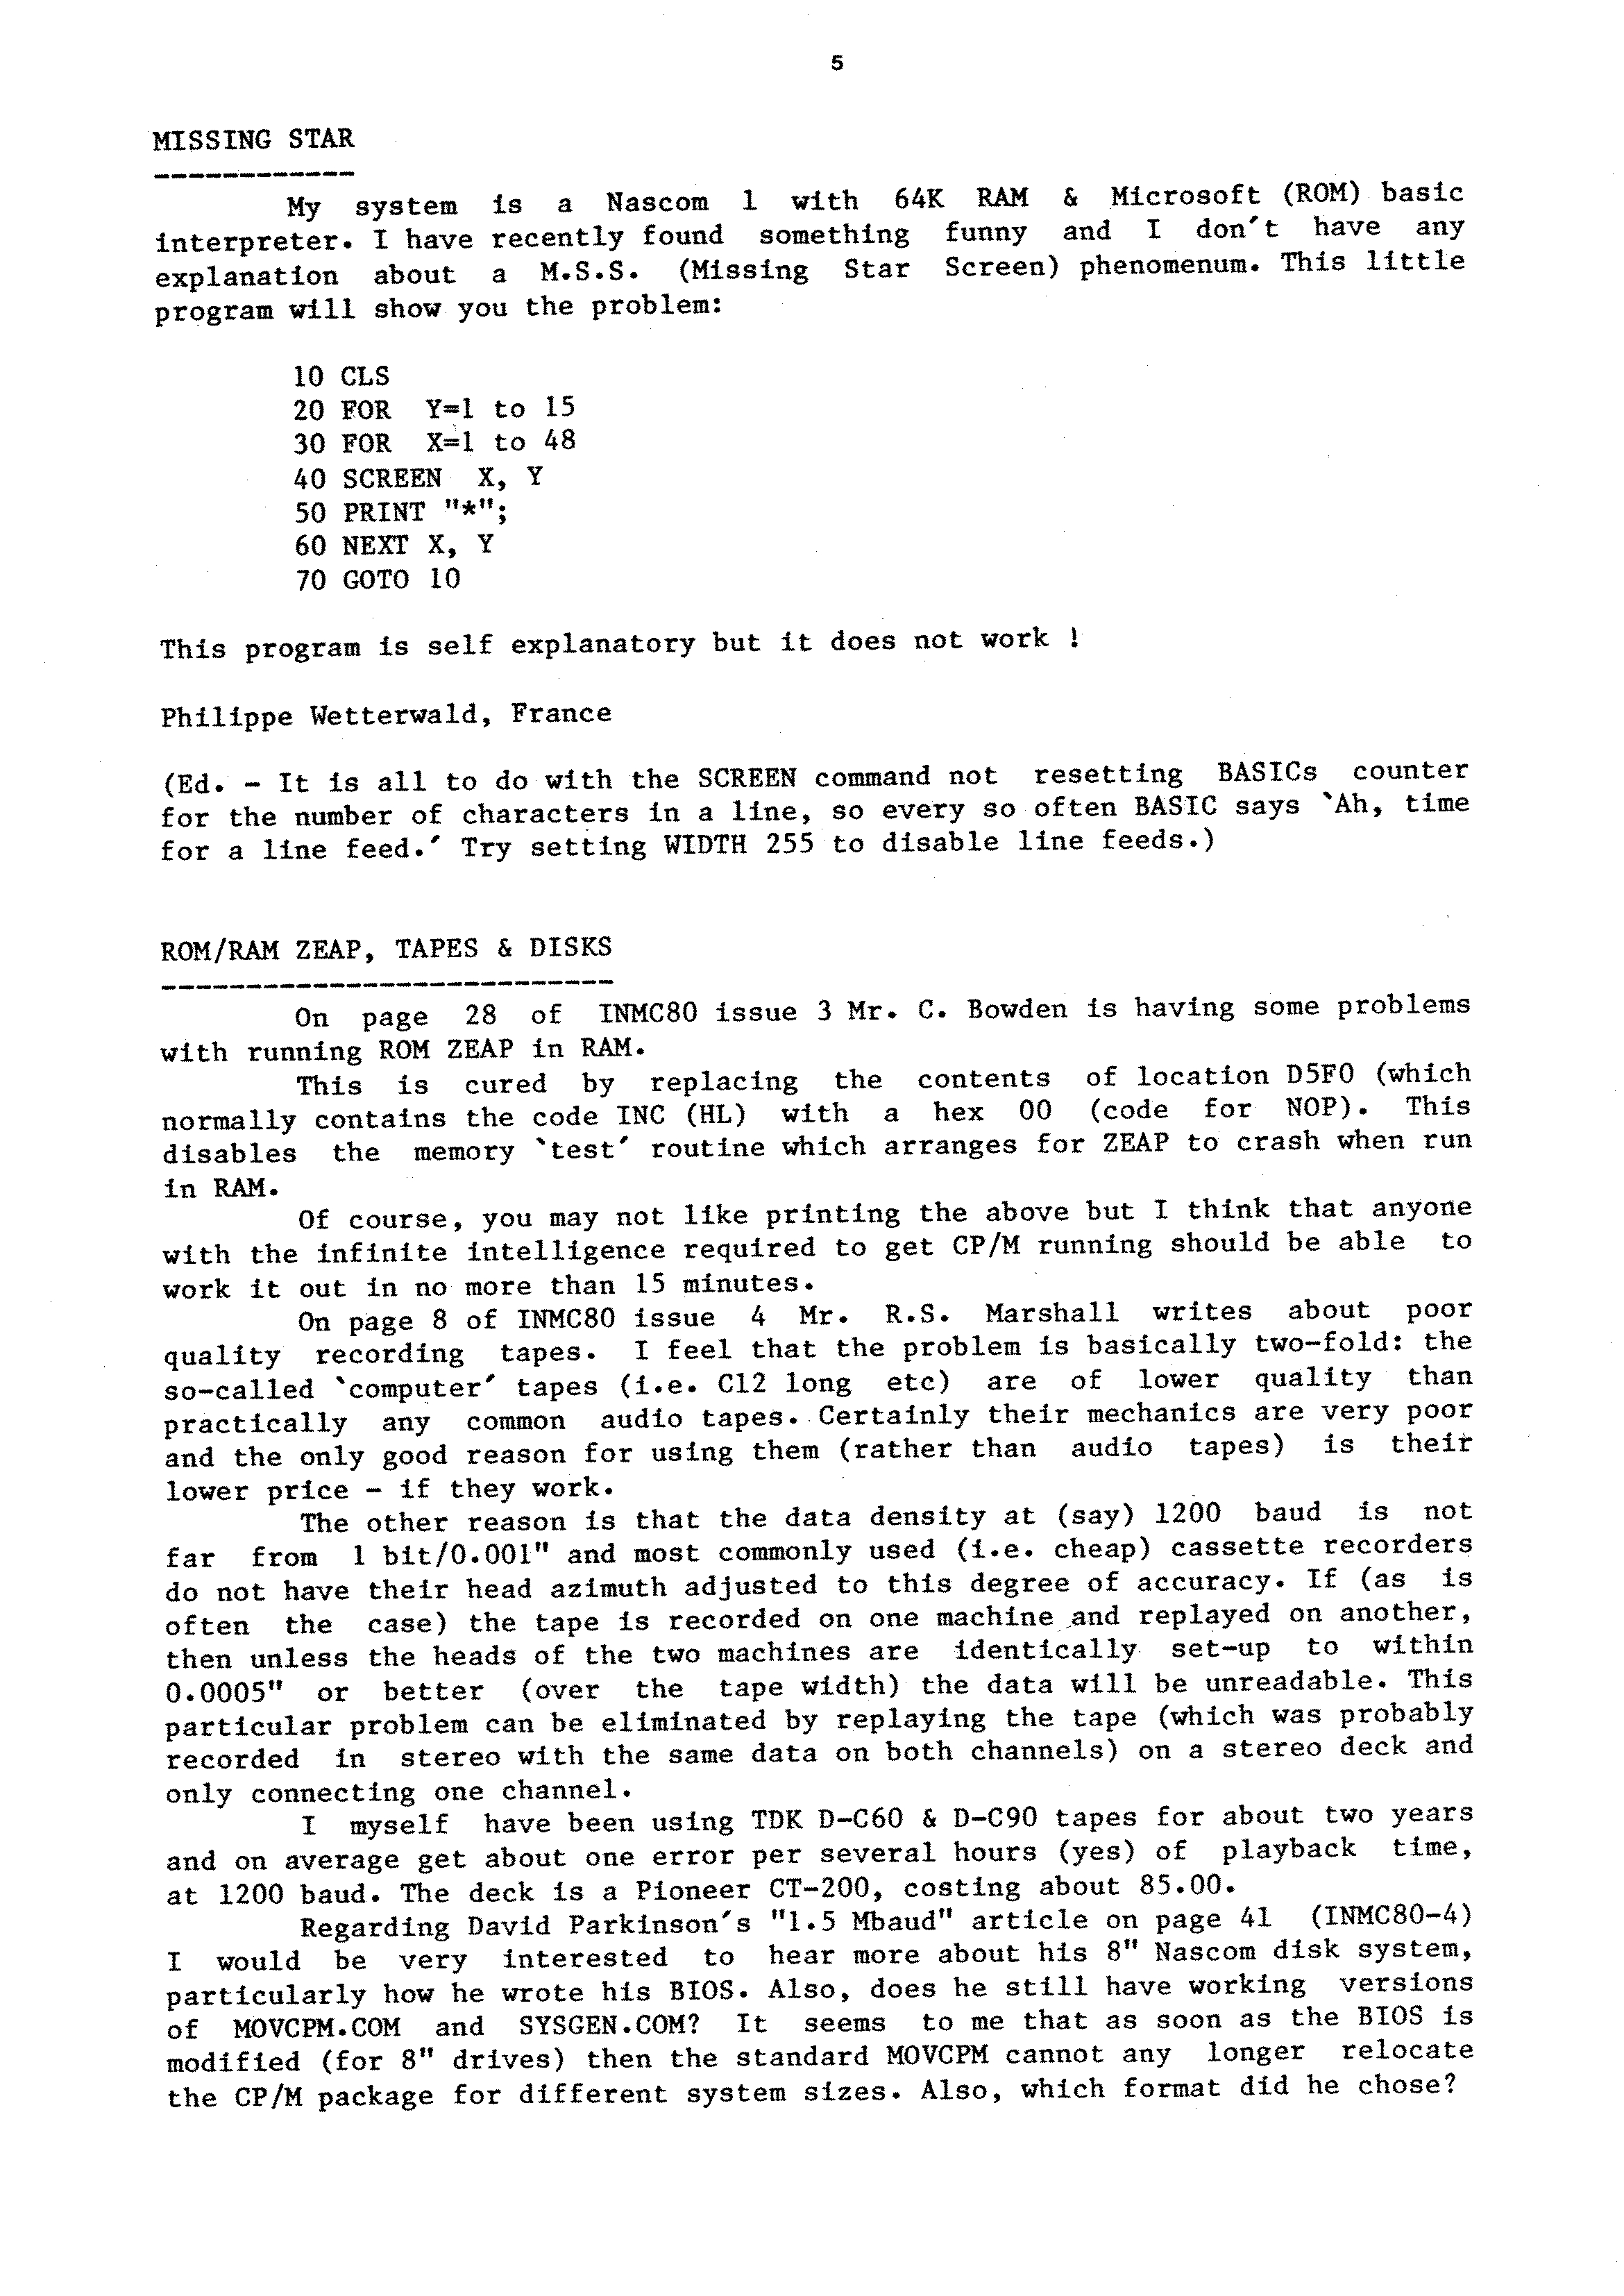 5
MISSING STAR
------------
My system is a Nascom 1 with 64K RAM & Microsoft (ROM) basic
interpreter. I have recently found something funny and I don't have any
explanation about a M.S.S. (Missing Star Screen) phenomenum. This little
program will show you the problem:
10 CLS
20 FOR Y=1 to 15
30 FOR X=1 to 48
40 SCREEN X, Y
50 PRINT "*";
60 NEXT X, Y
70 GOTO 10
This program is self explanatory but it does not work !
Philippe Wetterwald, France
(Ed. - It is all to do with the SCREEN command not resetting BASICs counter
for the number of characters in a line, so every so often BASIC says `Ah, time
for a line feed.' Try setting WIDTH 255 to disable line feeds.)
ROM/RAM ZEAP, TAPES & DISKS
---------------------------
On page 28 of INMC80 issue 3 Mr. C. Bowden is having some problems
with running ROM ZEAP in RAM.
This is cured by replacing the contents of location D5F0 (which
normally contains the code INC (HL) with a hex 00 (code for NOP). This
disables the memory `test' routine which arranges for ZEAP to crash when run
in RAM.
Of course, you may not like printing the above but I think that anyone
with the infinite intelligence required to get CP/M running should be able to
work it out in no more than 15 minutes.
On page 8 of INMC80 issue 4 Mr. R.S. Marshall writes about poor
quality recording tapes. I feel that the problem is basically two-fold: the
so-called `computer' tapes (i.e. C12 long etc) are of lower quality than
practically any common audio tapes. Certainly their mechanics are very poor
and the only good reason for using them (rather than audio tapes) is their
lower price - if they work.
The other reason is that the data density at (say) 1200 baud is not
far from 1 bit/0.001" and most commonly used (i.e. cheap) cassette recorders
do not have their head azimuth adjusted to this degree of accuracy. If (as is
often the case) the tape is recorded on one machine and replayed on another,
then unless the heads of the two machines are identically set-up to within
0.0005" or better (over the tape width) the data will be unreadable. This
particular problem can be eliminated by replaying the tape (which was probably
recorded in stereo with the same data on both channels) on a stereo deck and
only connecting one channel.
I myself have been using TDK D-C60 & D-C90 tapes for about two years
and on average get about one error per several hours (yes) of playback time,
at 1200 baud. The deck is a Pioneer CT-200, costing about 85.00.
Regarding David Parkinson's "1.5 Mbaud" article on page 41 (INMC80-4)
I would be very interested to hear more about his 8" Nascom disk system,
particularly how he wrote his BIOS. Also, does he still have working versions
of MOVCPM.COM and SYSGEN.COM? It seems to me that as soon as the BIOS is
modified (for 8" drives) then the standard MOVCPM cannot any longer relocate
the CP/M package for different system sizes. Also, which format did he chose?